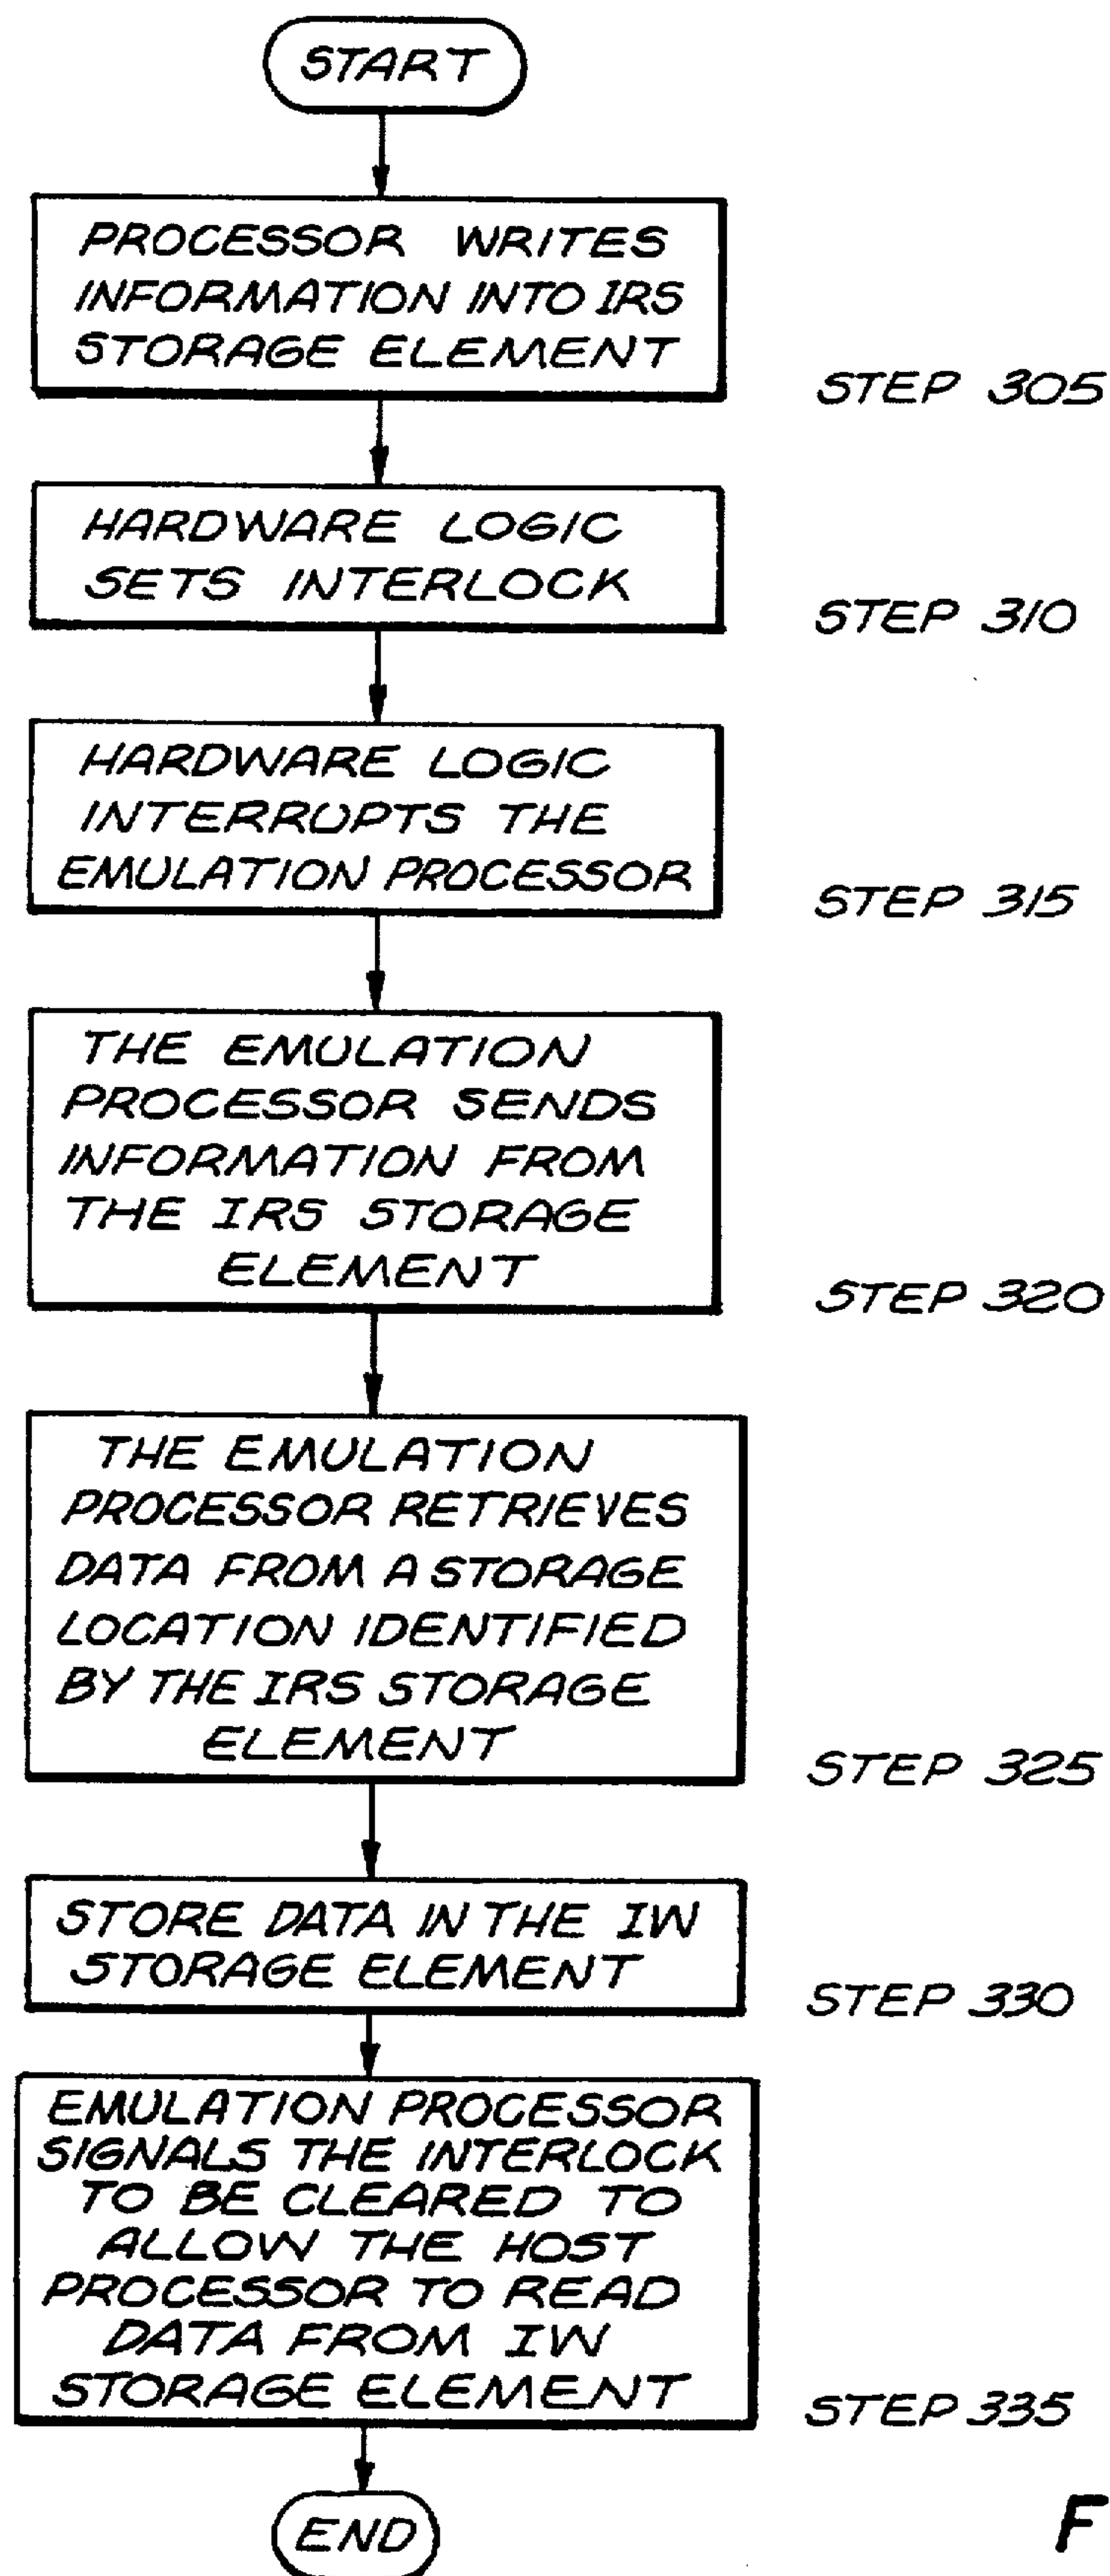 START
PROCESSOR WRITES
INFORMATION INTO IRS
STORAGE ELEMENT
STEP 305
HARDWARE LOGIC
SETS INTERLOCK
STEP 310
HARDWARE LOGIC
INTERRUPTS THE
EMULATION PROCESSOR
STEP 315
THE EMULATION
PROCESSOR SENDS
INFORMATION FROM
THE IRS STORAGE
ELEMENT
STEP 320
THE EMULATION
PROCESSOR RETRIEVES
DATA FROM A STORAGE
LOCATION IDENTIFIED
BY THE IRS STORAGE
ELEMENT
STEP 325
STORE DATA IN THE IW
STORAGE ELEMENT
STEP 330
EMULATION PROCESSOR
SIGNALS THE INTERLOCK
TO BE CLEARED TO
ALLOW THE HOST
PROCESSOR TO READ
DATA FROM IW
STORAGE ELEMENT
STEP 335
END
F